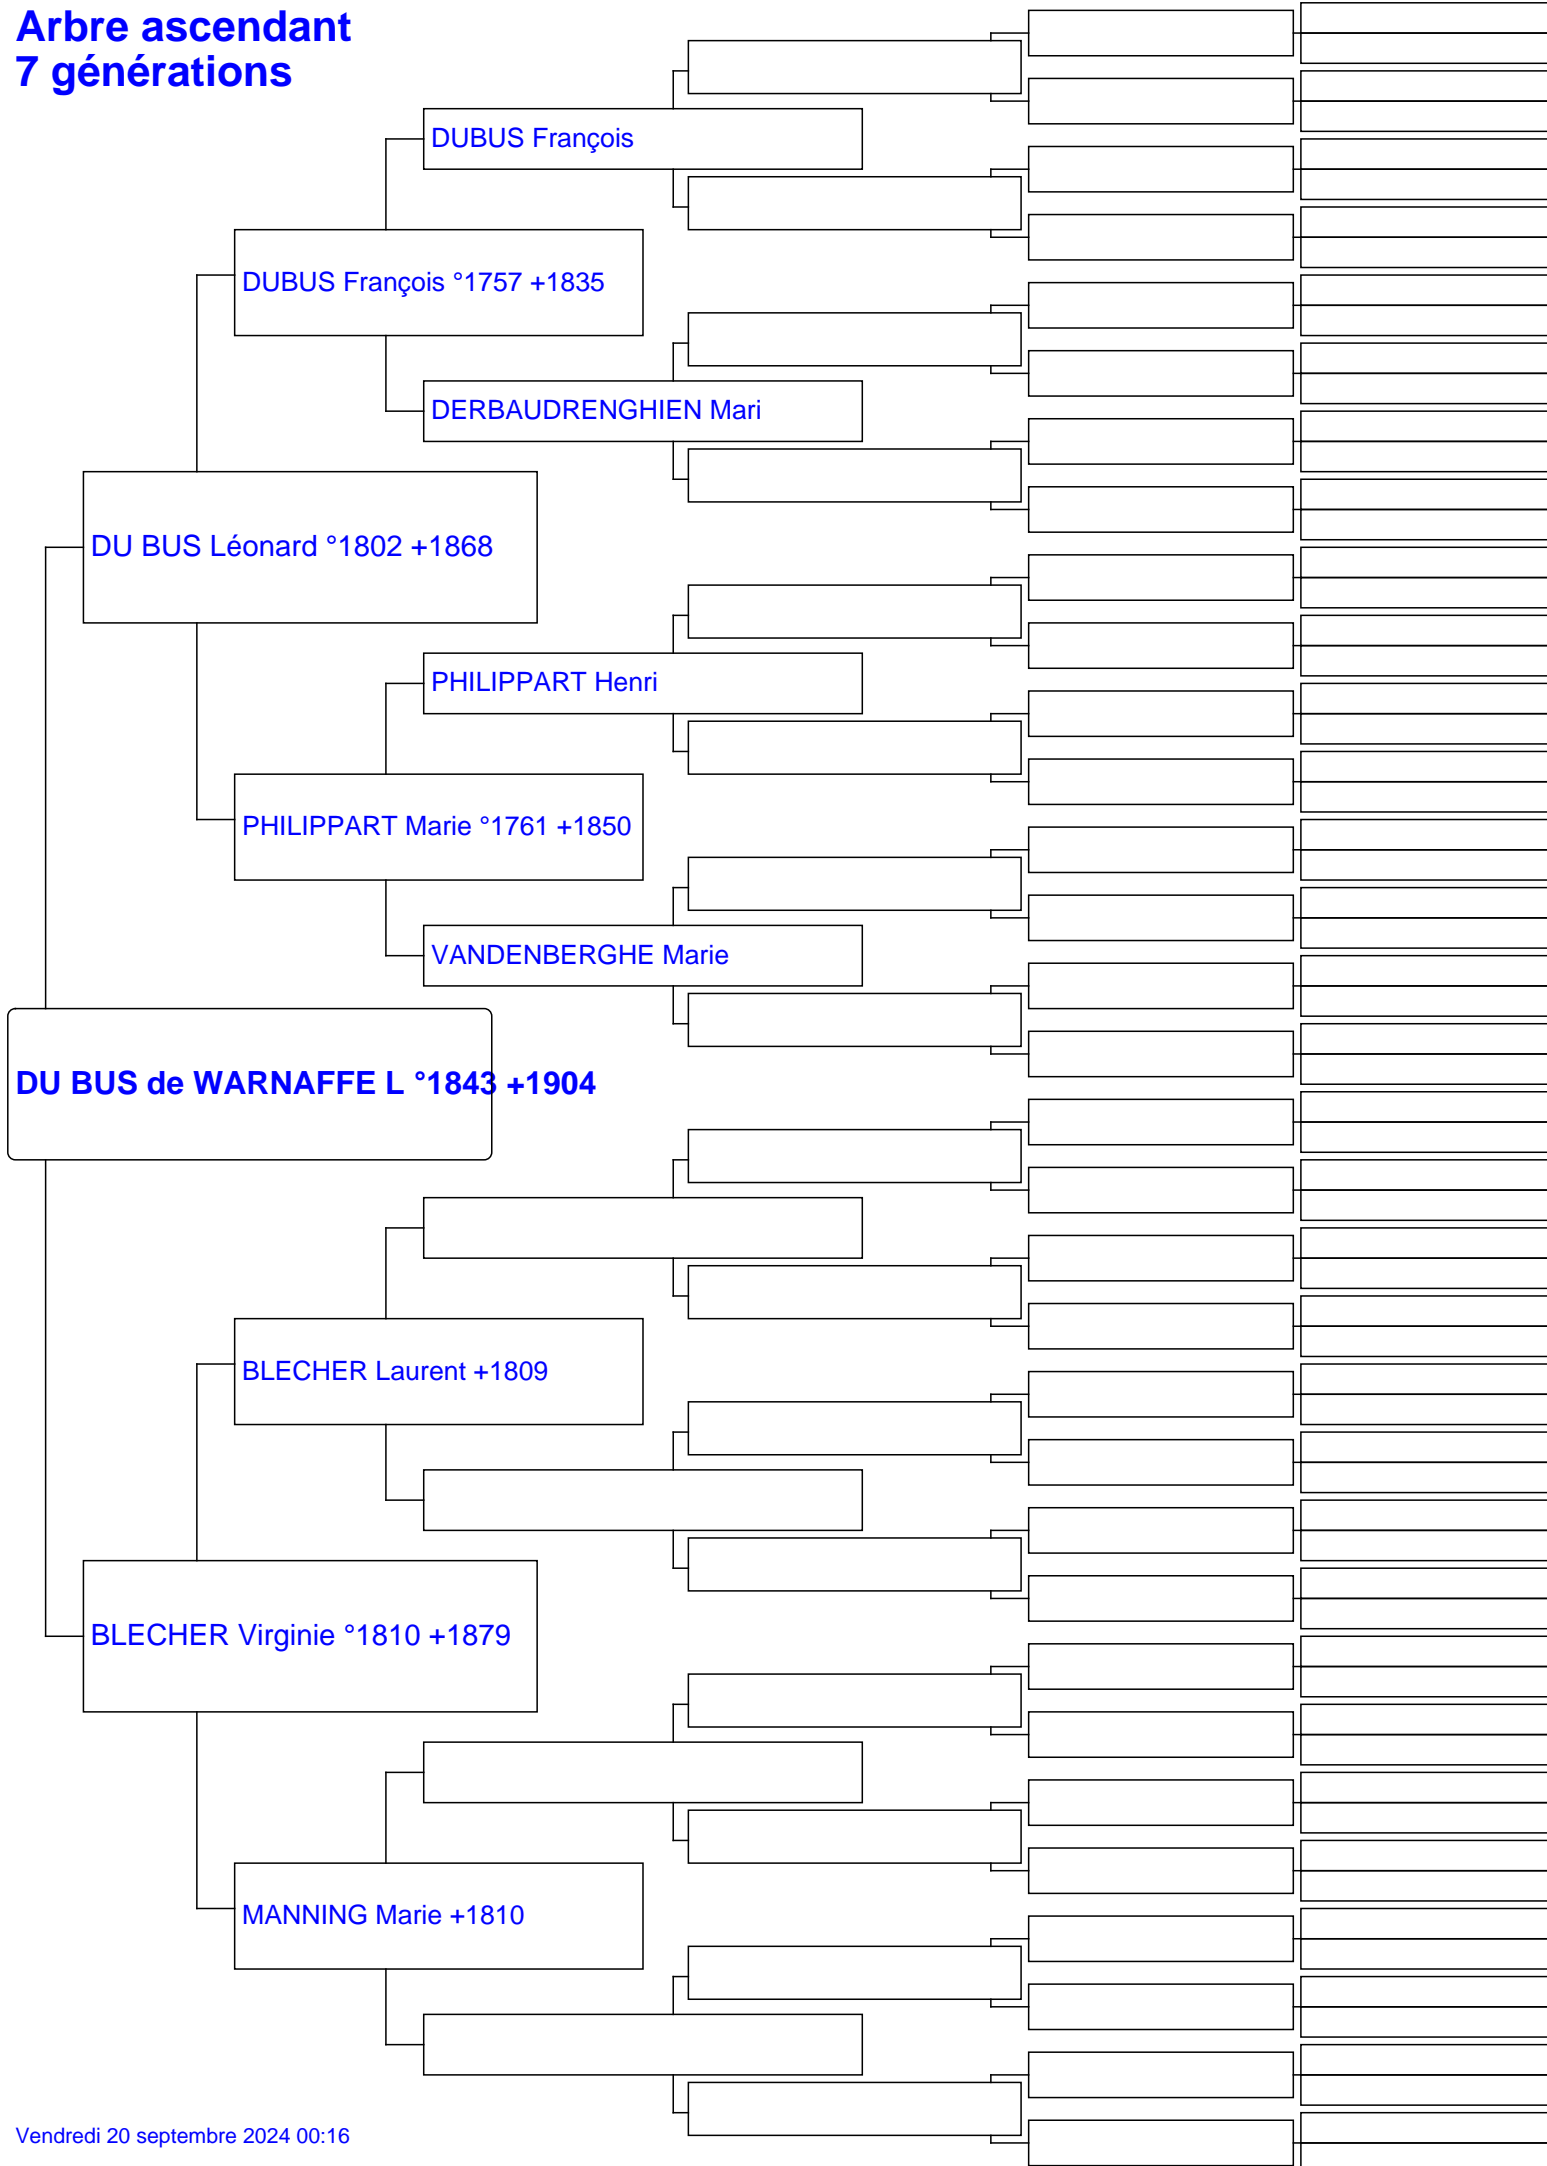 Arbre ascendant
7 générations
DUBUS François
DUBUS François °1757 +1835
DERBAUDRENGHIEN Mari
DU BUS Léonard °1802 +1868
PHILIPPART Henri
PHILIPPART Marie °1761 +1850
VANDENBERGHE Marie
DU BUS de WARNAFFE L °1843 +1904
BLECHER Laurent +1809
BLECHER Virginie °1810 +1879
MANNING Marie +1810
Vendredi 20 septembre 2024 00:16